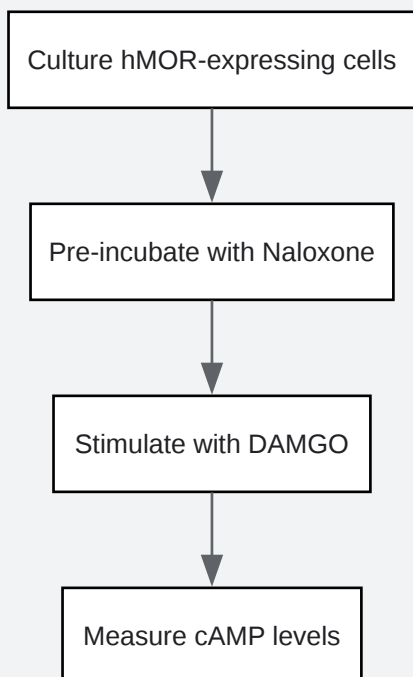 Culture hMOR-expressing cells
Pre-incubate with Naloxone
Stimulate with DAMGO
Measure cAMP levels